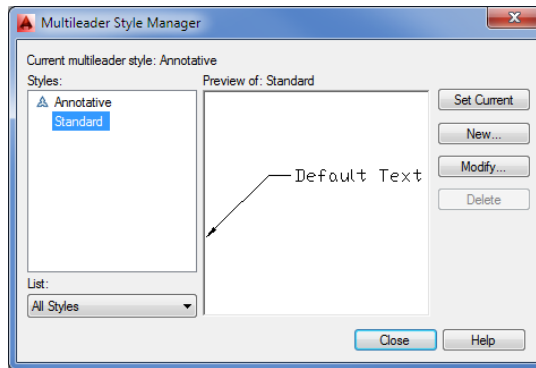 Multileader Style Manager
Current multileader style: Annotative
Styles:
Preview of: Standard
Annotative
Standard
Default Text
Set Current
New...
Modify...
Delete
List:
All Styles
Close
Help